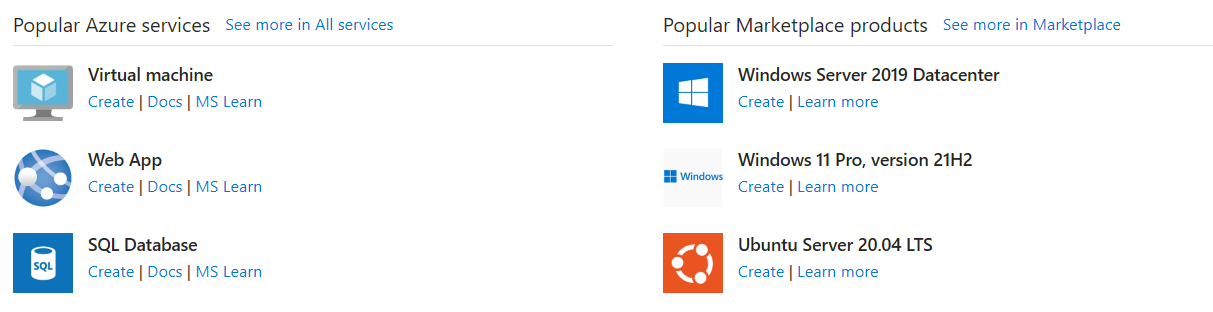 Popular Azure services See more in All services
Virtual machine
Create | Docs | MS Learn
Web App
Create | Docs | MS Learn
SQL
SQL Database
Create | Docs | MS Learn
Popular Marketplace products See more in Marketplace
Windows Server 2019 Datacenter
Create | Learn more
Windows
Windows 11 Pro, version 21H2
Create | Learn more
Ubuntu Server 20.04 LTS
Create | Learn more